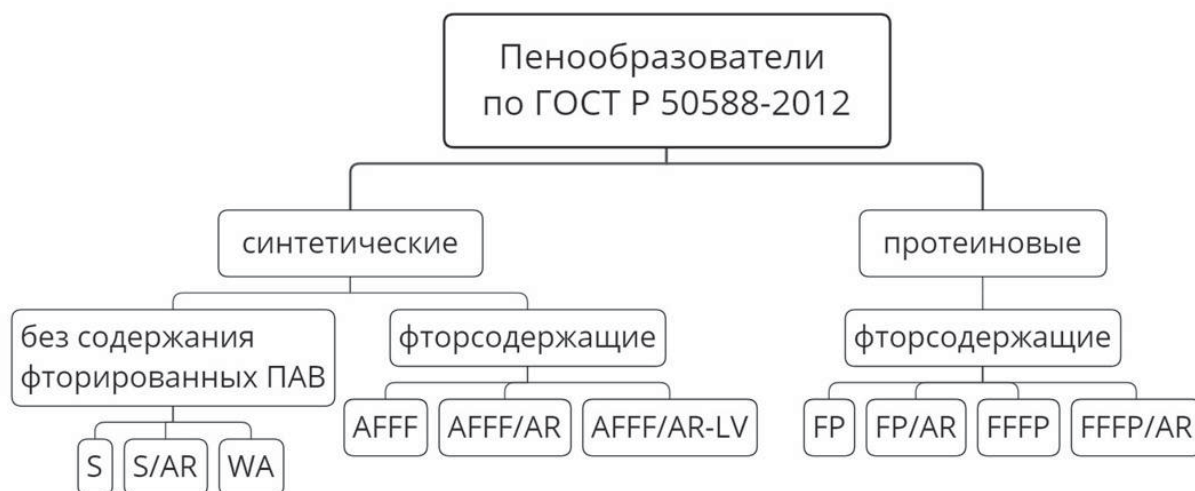 Пенообразователи
по ГОСТ Р 50588-2012
синтетические
протеиновые
без содержания
фторированных ПАВ
фторсодержащие
фторсодержащие
S
S/AR
WA
AFFF
AFFF/AR
AFFF/AR-LV
FP
FP/AR
FFFP
FFFP/AR